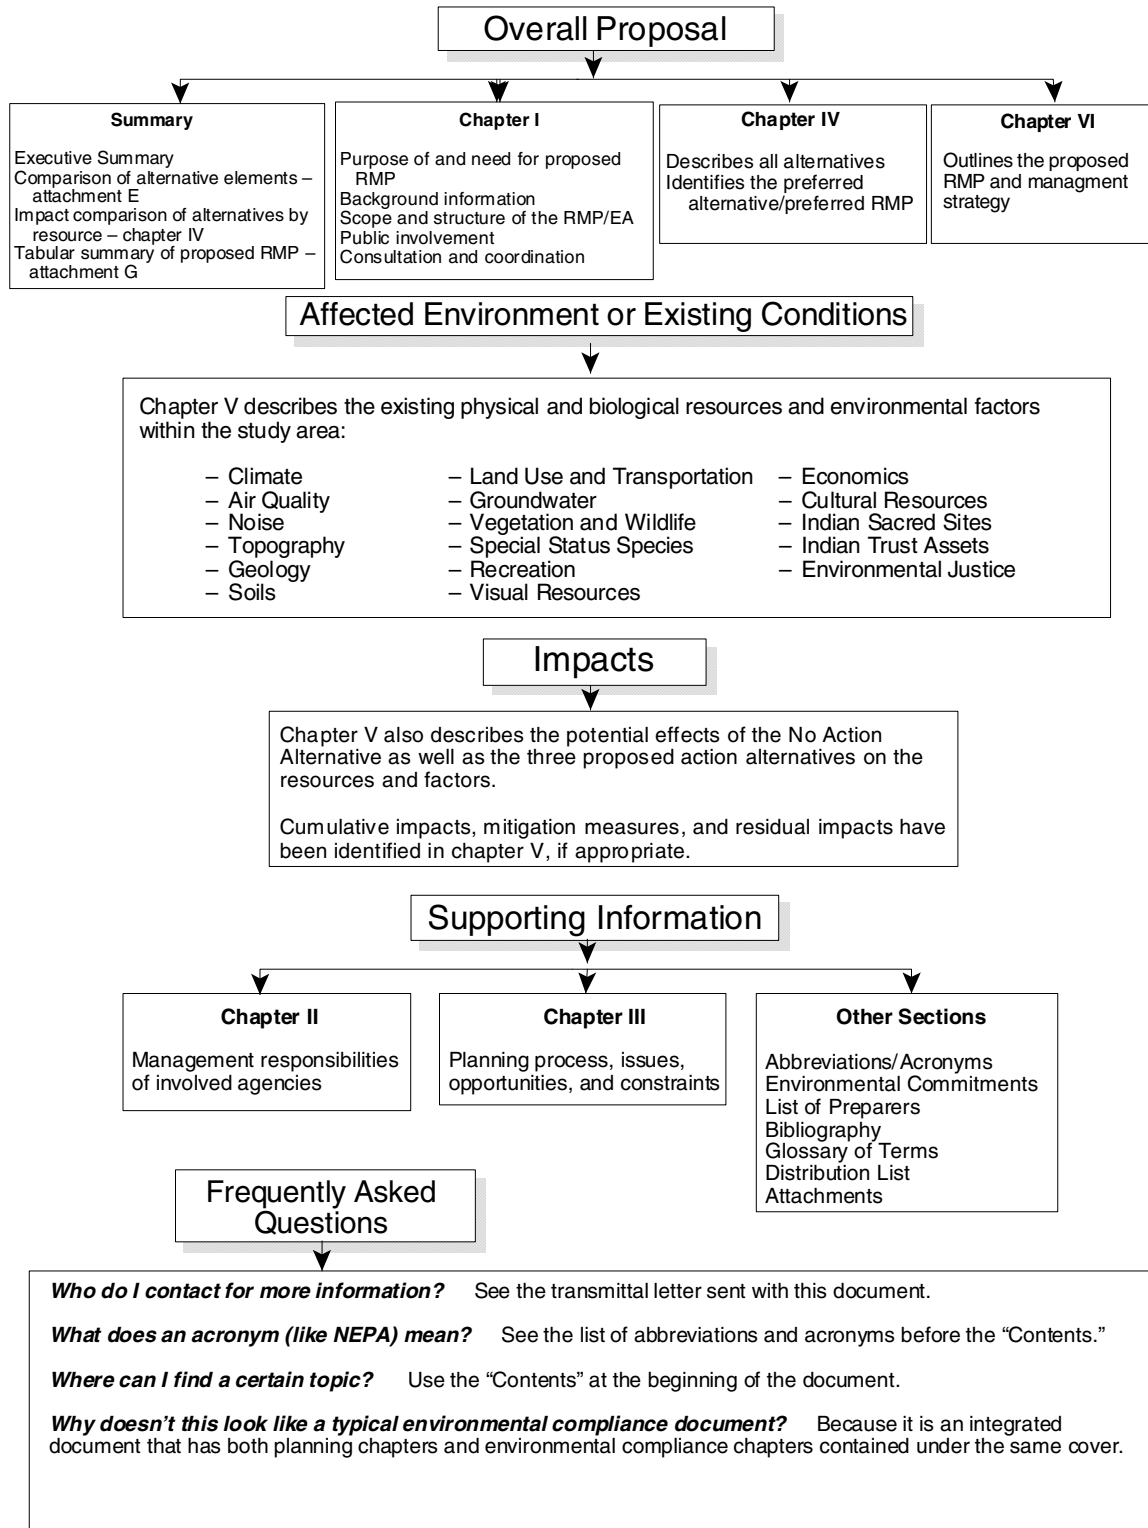 Overall Proposal
Summary
Executive Summary
Comparison of alternative elements –
attachment E
Impact comparison of alternatives by
resource – chapter IV
Tabular summary of proposed RMP –
attachment G
Chapter I
Purpose of and need for proposed
RMP
Background information
Scope and structure of the RMP/EA
Public involvement
Consultation and coordination
Chapter IV
Describes all alternatives
Identifies the preferred
alternative/preferred RMP
Chapter VI
Outlines the proposed
RMP and managment
strategy
Affected Environment or Existing Conditions
Chapter V describes the existing physical and biological resources and environmental factors
within the study area:
– Climate
– Air Quality
– Noise
– Topography
– Geology
– Soils
– Land Use and Transportation
– Groundwater
– Vegetation and Wildlife
– Special Status Species
– Recreation
– Visual Resources
– Economics
– Cultural Resources
– Indian Sacred Sites
– Indian Trust Assets
– Environmental Justice
Impacts
Chapter V also describes the potential effects of the No Action
Alternative as well as the three proposed action alternatives on the
resources and factors.
Cumulative impacts, mitigation measures, and residual impacts have
been identified in chapter V, if appropriate.
Supporting Information
Chapter II
Management responsibilities
of involved agencies
Chapter III
Planning process, issues,
opportunities, and constraints
Other Sections
Abbreviations/Acronyms
Environmental Commitments
List of Preparers
Bibliography
Glossary of Terms
Distribution List
Attachments
Frequently Asked
Questions
Who do I contact for more information? See the transmittal letter sent with this document.
What does an acronym (like NEPA) mean? See the list of abbreviations and acronyms before the “Contents.”
Where can I find a certain topic? Use the “Contents” at the beginning of the document.
Why doesn’t this look like a typical environmental compliance document? Because it is an integrated
document that has both planning chapters and environmental compliance chapters contained under the same cover.